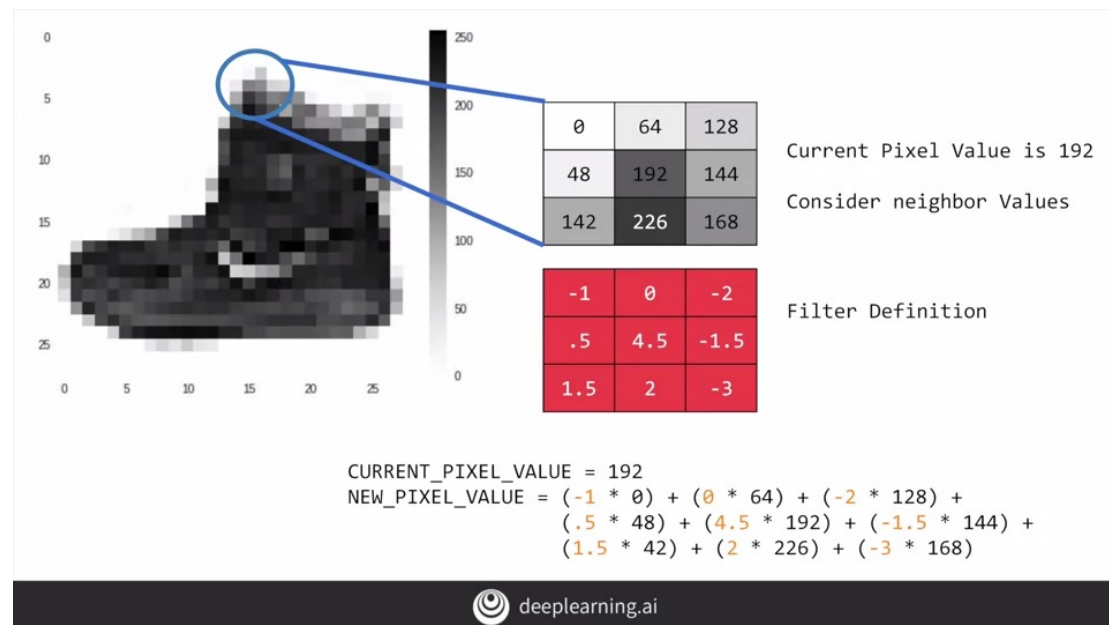 0
5
10
15
20
25
0 5 10 15 20 25
250
200
150
100
50
0
0 64 128
48 192 144
142 226 168
Current Pixel Value is 192
Consider neighbor Values
-1 0 -2
.5 4.5 -1.5
1.5 2 -3
Filter Definition
CURRENT_PIXEL_VALUE = 192
NEW_PIXEL_VALUE = (-1 * 0) + (0 * 64) + (-2 * 128) +
(.5 * 48) + (4.5 * 192) + (-1.5 * 144) +
(1.5 * 42) + (2 * 226) + (-3 * 168)
deeplearning.ai